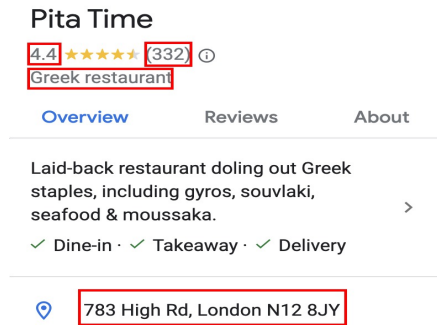 Pita Time
4.4 (332)
Greek restaurant
Overview Reviews About
Laid-back restaurant doling out Greek
staples, including gyros, souvlaki,
seafood & moussaka.
Dine-in · Takeaway · Delivery
783 High Rd, London N12 8JY